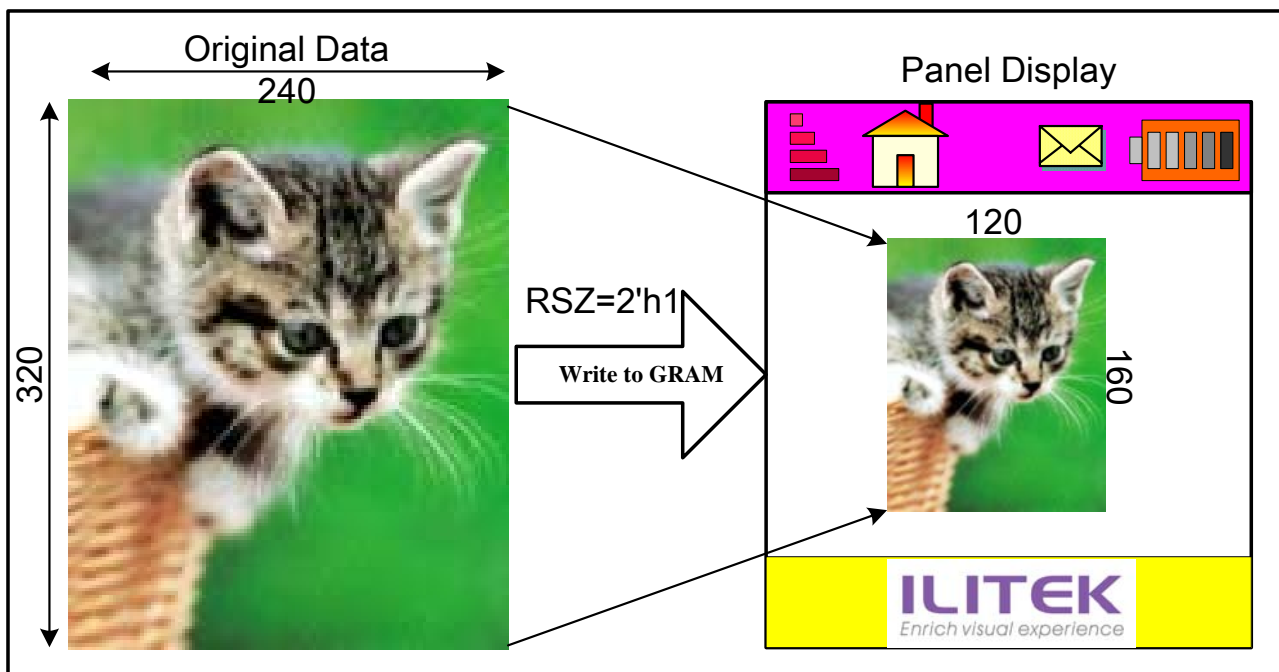 Original Data
240
320
RSZ=2'h1
Write to GRAM
Panel Display
120
160
ILITEK
Enrich visual experience